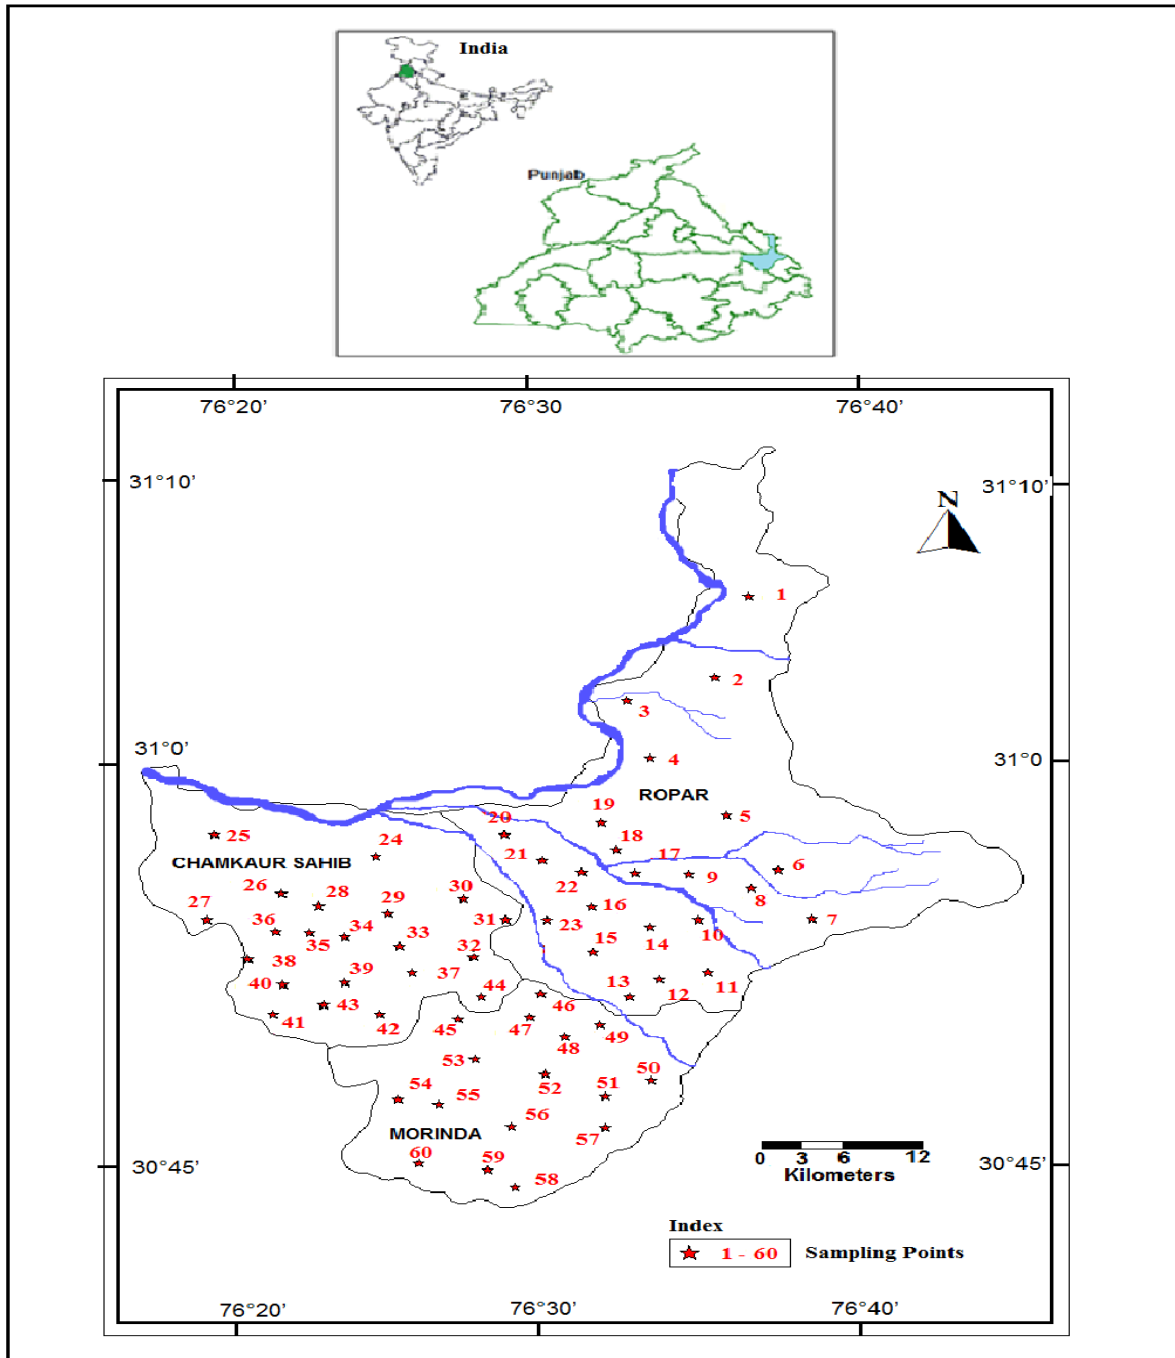 India
Punjab
76°20' 76°30 76°40'
31°10' 31°10'
N
1
2
3
31°0' 31°0
4
ROPAR
19 5
20 18
25 24 21 17 6
CHAMKAUR SAHIB
22 9
26 28 29 30 16 8
27 36 34 31 23 7
35 33 15 14 10
38 39 37 32
40 44 13 12 11
43 46
41 42 45 47 49
48
53 50
54 55 52 51
56
MORINDA 57
60 59
30°45' 30°45'
58
0 3 6 12
Kilometers
Index
1 - 60 Sampling Points
76°20' 76°30' 76°40'